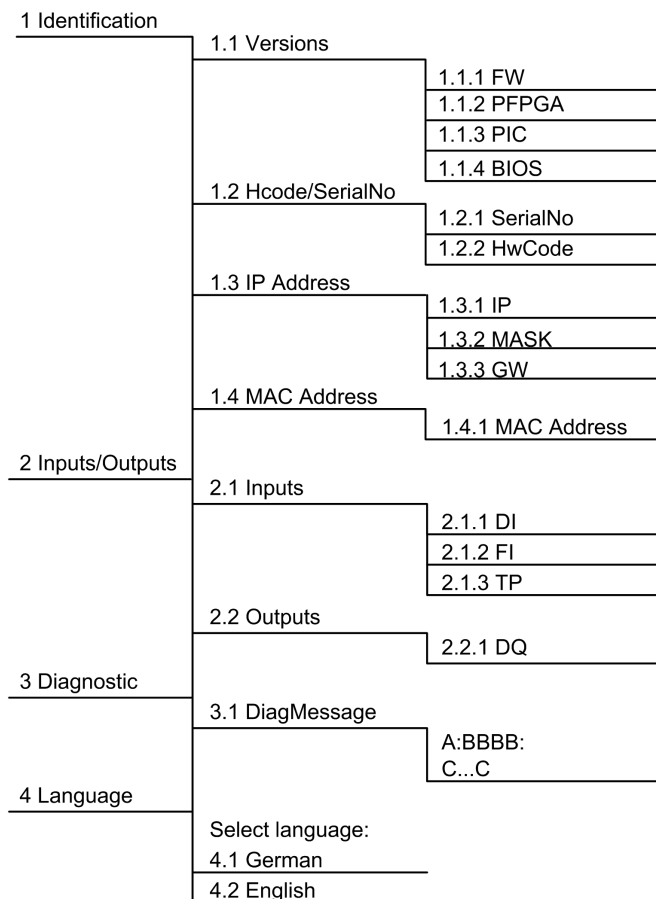 1 Identification
1.1 Versions
1.1.1 FW
1.1.2 PFPGA
1.1.3 PIC
1.1.4 BIOS
1.2 Hcode/SerialNo
1.2.1 SerialNo
1.2.2 HwCode
1.3 IP Address
1.3.1 IP
1.3.2 MASK
1.3.3 GW
1.4 MAC Address
1.4.1 MAC Address
2 Inputs/Outputs
2.1 Inputs
2.1.1 DI
2.1.2 FI
2.1.3 TP
2.2 Outputs
2.2.1 DQ
3 Diagnostic
3.1 DiagMessage
A:BBBB:
C...C
4 Language
Select language:
4.1 German
4.2 English